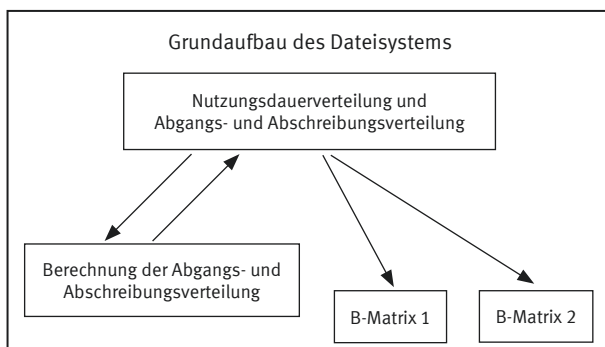 Grundaufbau des Dateisystems
Nutzungsdauerverteilung und
Abgangs- und Abschreibungsverteilung
Berechnung der Abgangs- und
Abschreibungsverteilung
B-Matrix 1
B-Matrix 2